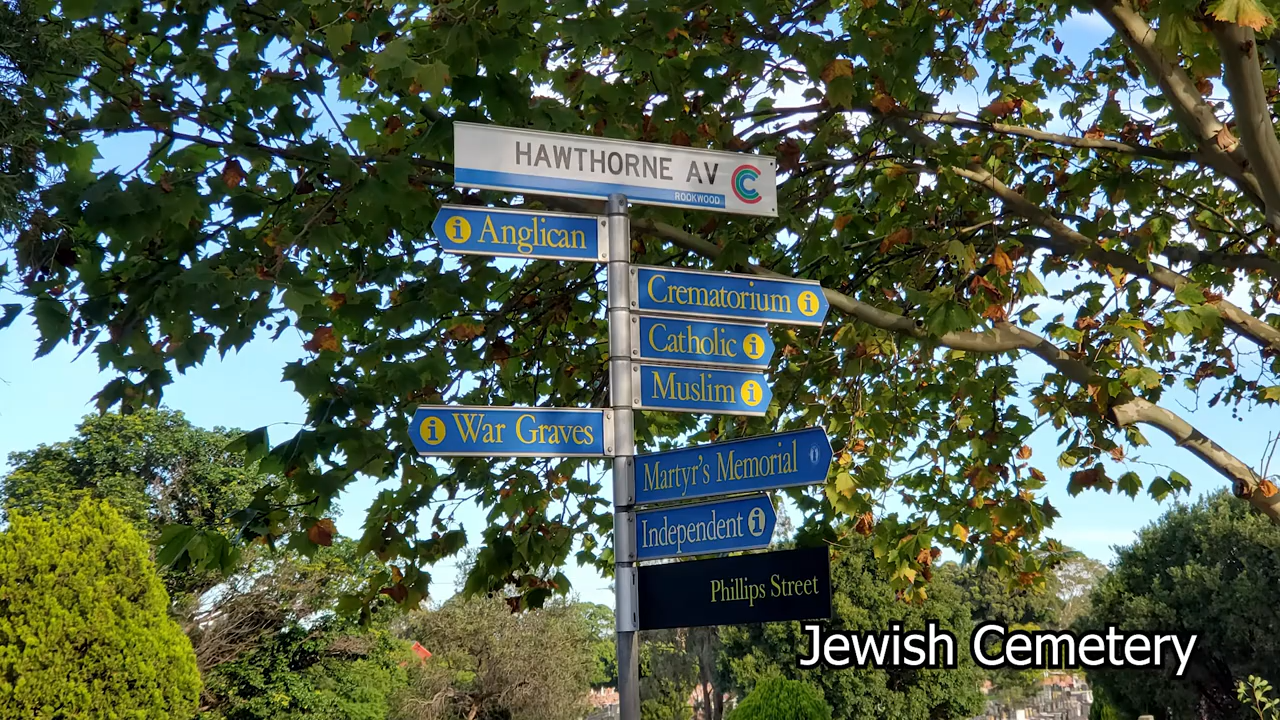 HAWTHORNE AV
ROOKWOOD
i Anglican
Crematorium i
Catholic i
Muslim i
i War Graves
Martyr's Memorial i
Independent i
Phillips Street
Jewish Cemetery